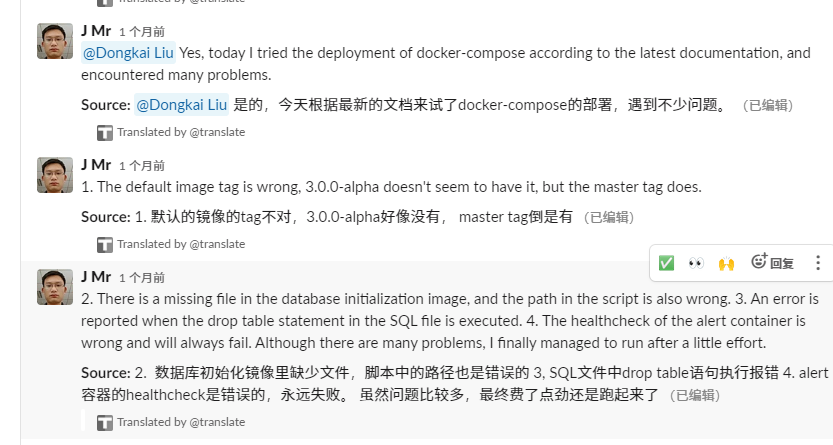 Translated by @translate
J Mr 1 个月前
@Dongkai Liu Yes, today I tried the deployment of docker-compose according to the latest documentation, and
encountered many problems.
Source: @Dongkai Liu 是的，今天根据最新的文档来试了docker-compose的部署，遇到不少问题。 （已编辑）
Translated by @translate
J Mr 1 个月前
1. The default image tag is wrong, 3.0.0-alpha doesn't seem to have it, but the master tag does.
Source: 1. 默认的镜像的tag不对，3.0.0-alpha好像没有， master tag倒是有 （已编辑）
Translated by @translate
回复
J Mr 1 个月前
2. There is a missing file in the database initialization image, and the path in the script is also wrong. 3. An error is
reported when the drop table statement in the SQL file is executed. 4. The healthcheck of the alert container is
wrong and will always fail. Although there are many problems, I finally managed to run after a little effort.
Source: 2. 数据库初始化镜像里缺少文件，脚本中的路径也是错误的 3, SQL文件中drop table语句执行报错 4. alert
容器的healthcheck是错误的，永远失败。 虽然问题比较多，最终费了点劲还是跑起来了 （已编辑）
Translated by @translate